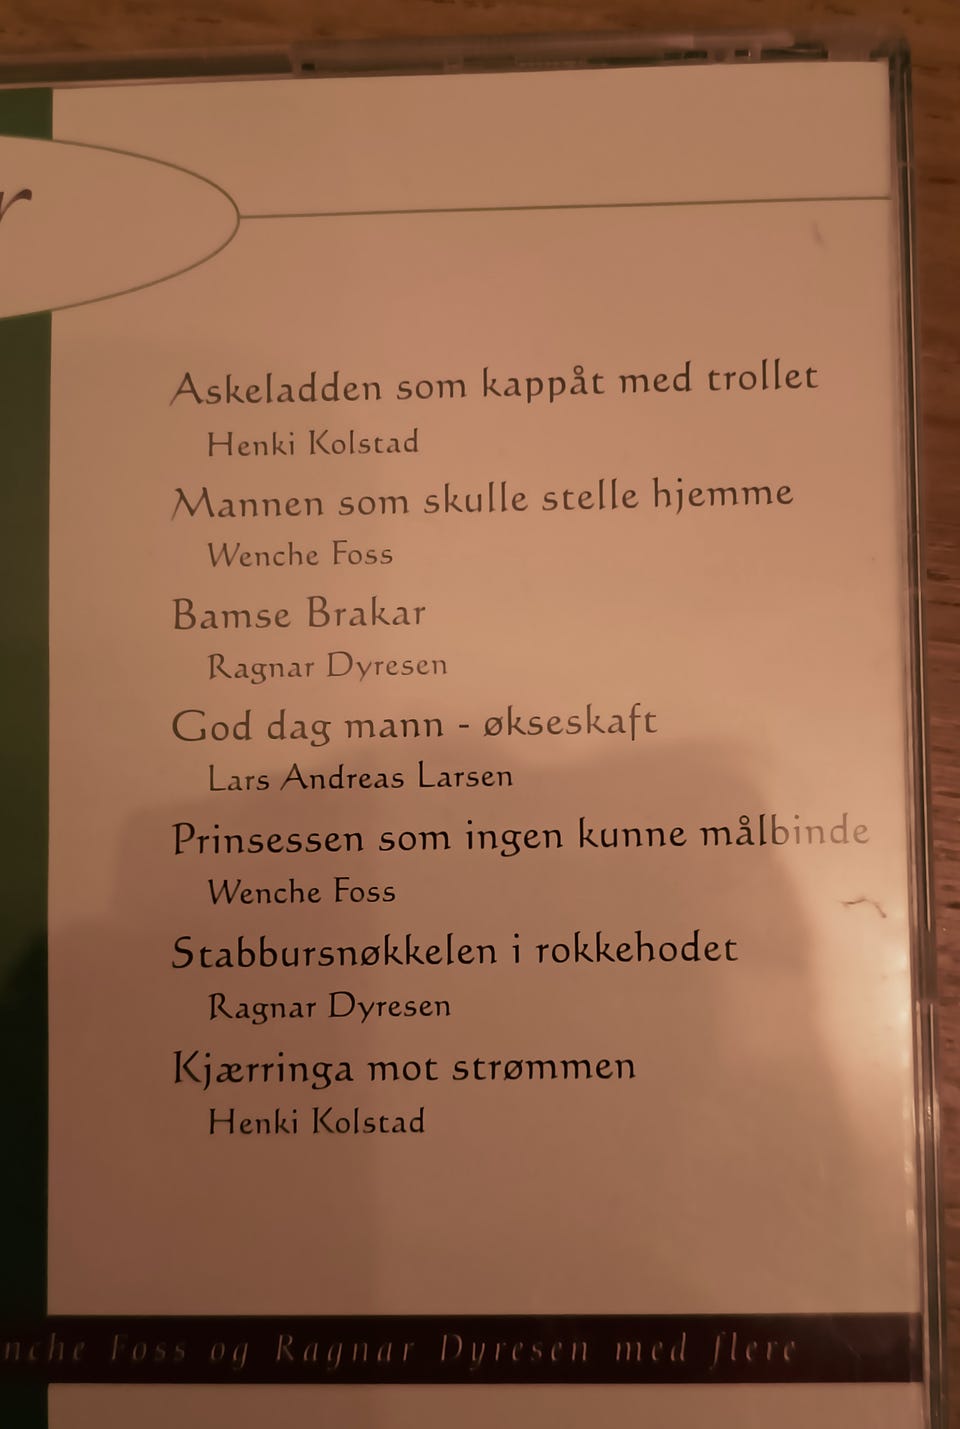 Askeladden som kappåt med trollet
Henki Kolstad
Mannen som skulle stelle hjemme
Wenche Foss
Bamse Brakar
Ragnar Dyresen
God dag mann - økseskaft
Lars Andreas Larsen
Prinsessen som ingen kunne målbinde
Wenche Foss
Stabbursnøkkelen i rokkehodet
Ragnar Dyresen
Kjærringa mot strømmen
Henki Kolstad
nche Foss og Ragnar Dyresen med flere